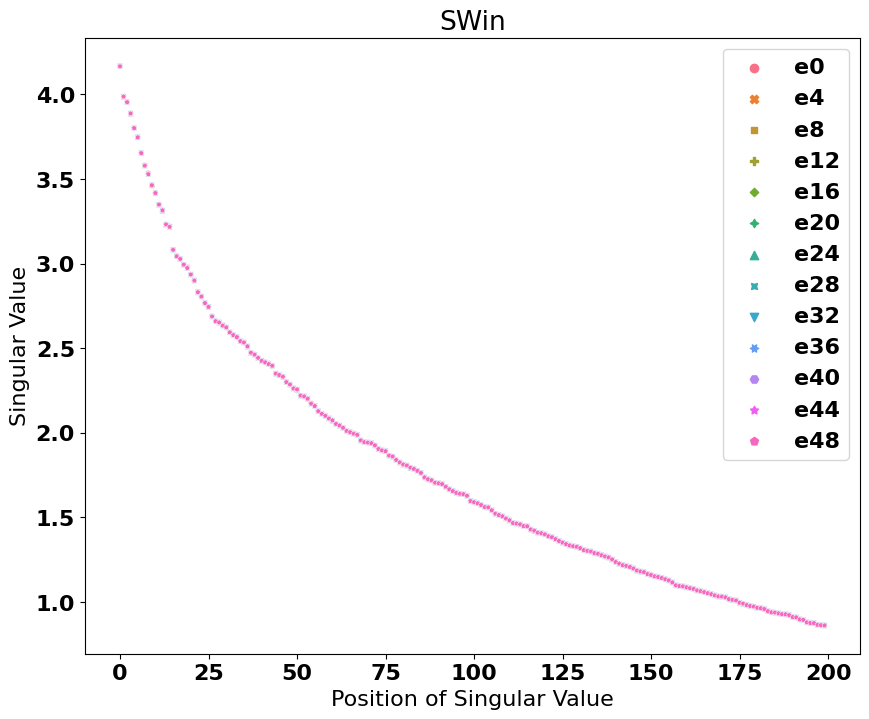 SWin
Singular Value
4.0
3.5
3.0
2.5
2.0
1.5
1.0
0 25 50 75 100 125 150 175 200
Position of Singular Value
e0
e4
e8
e12
e16
e20
e24
e28
e32
e36
e40
e44
e48